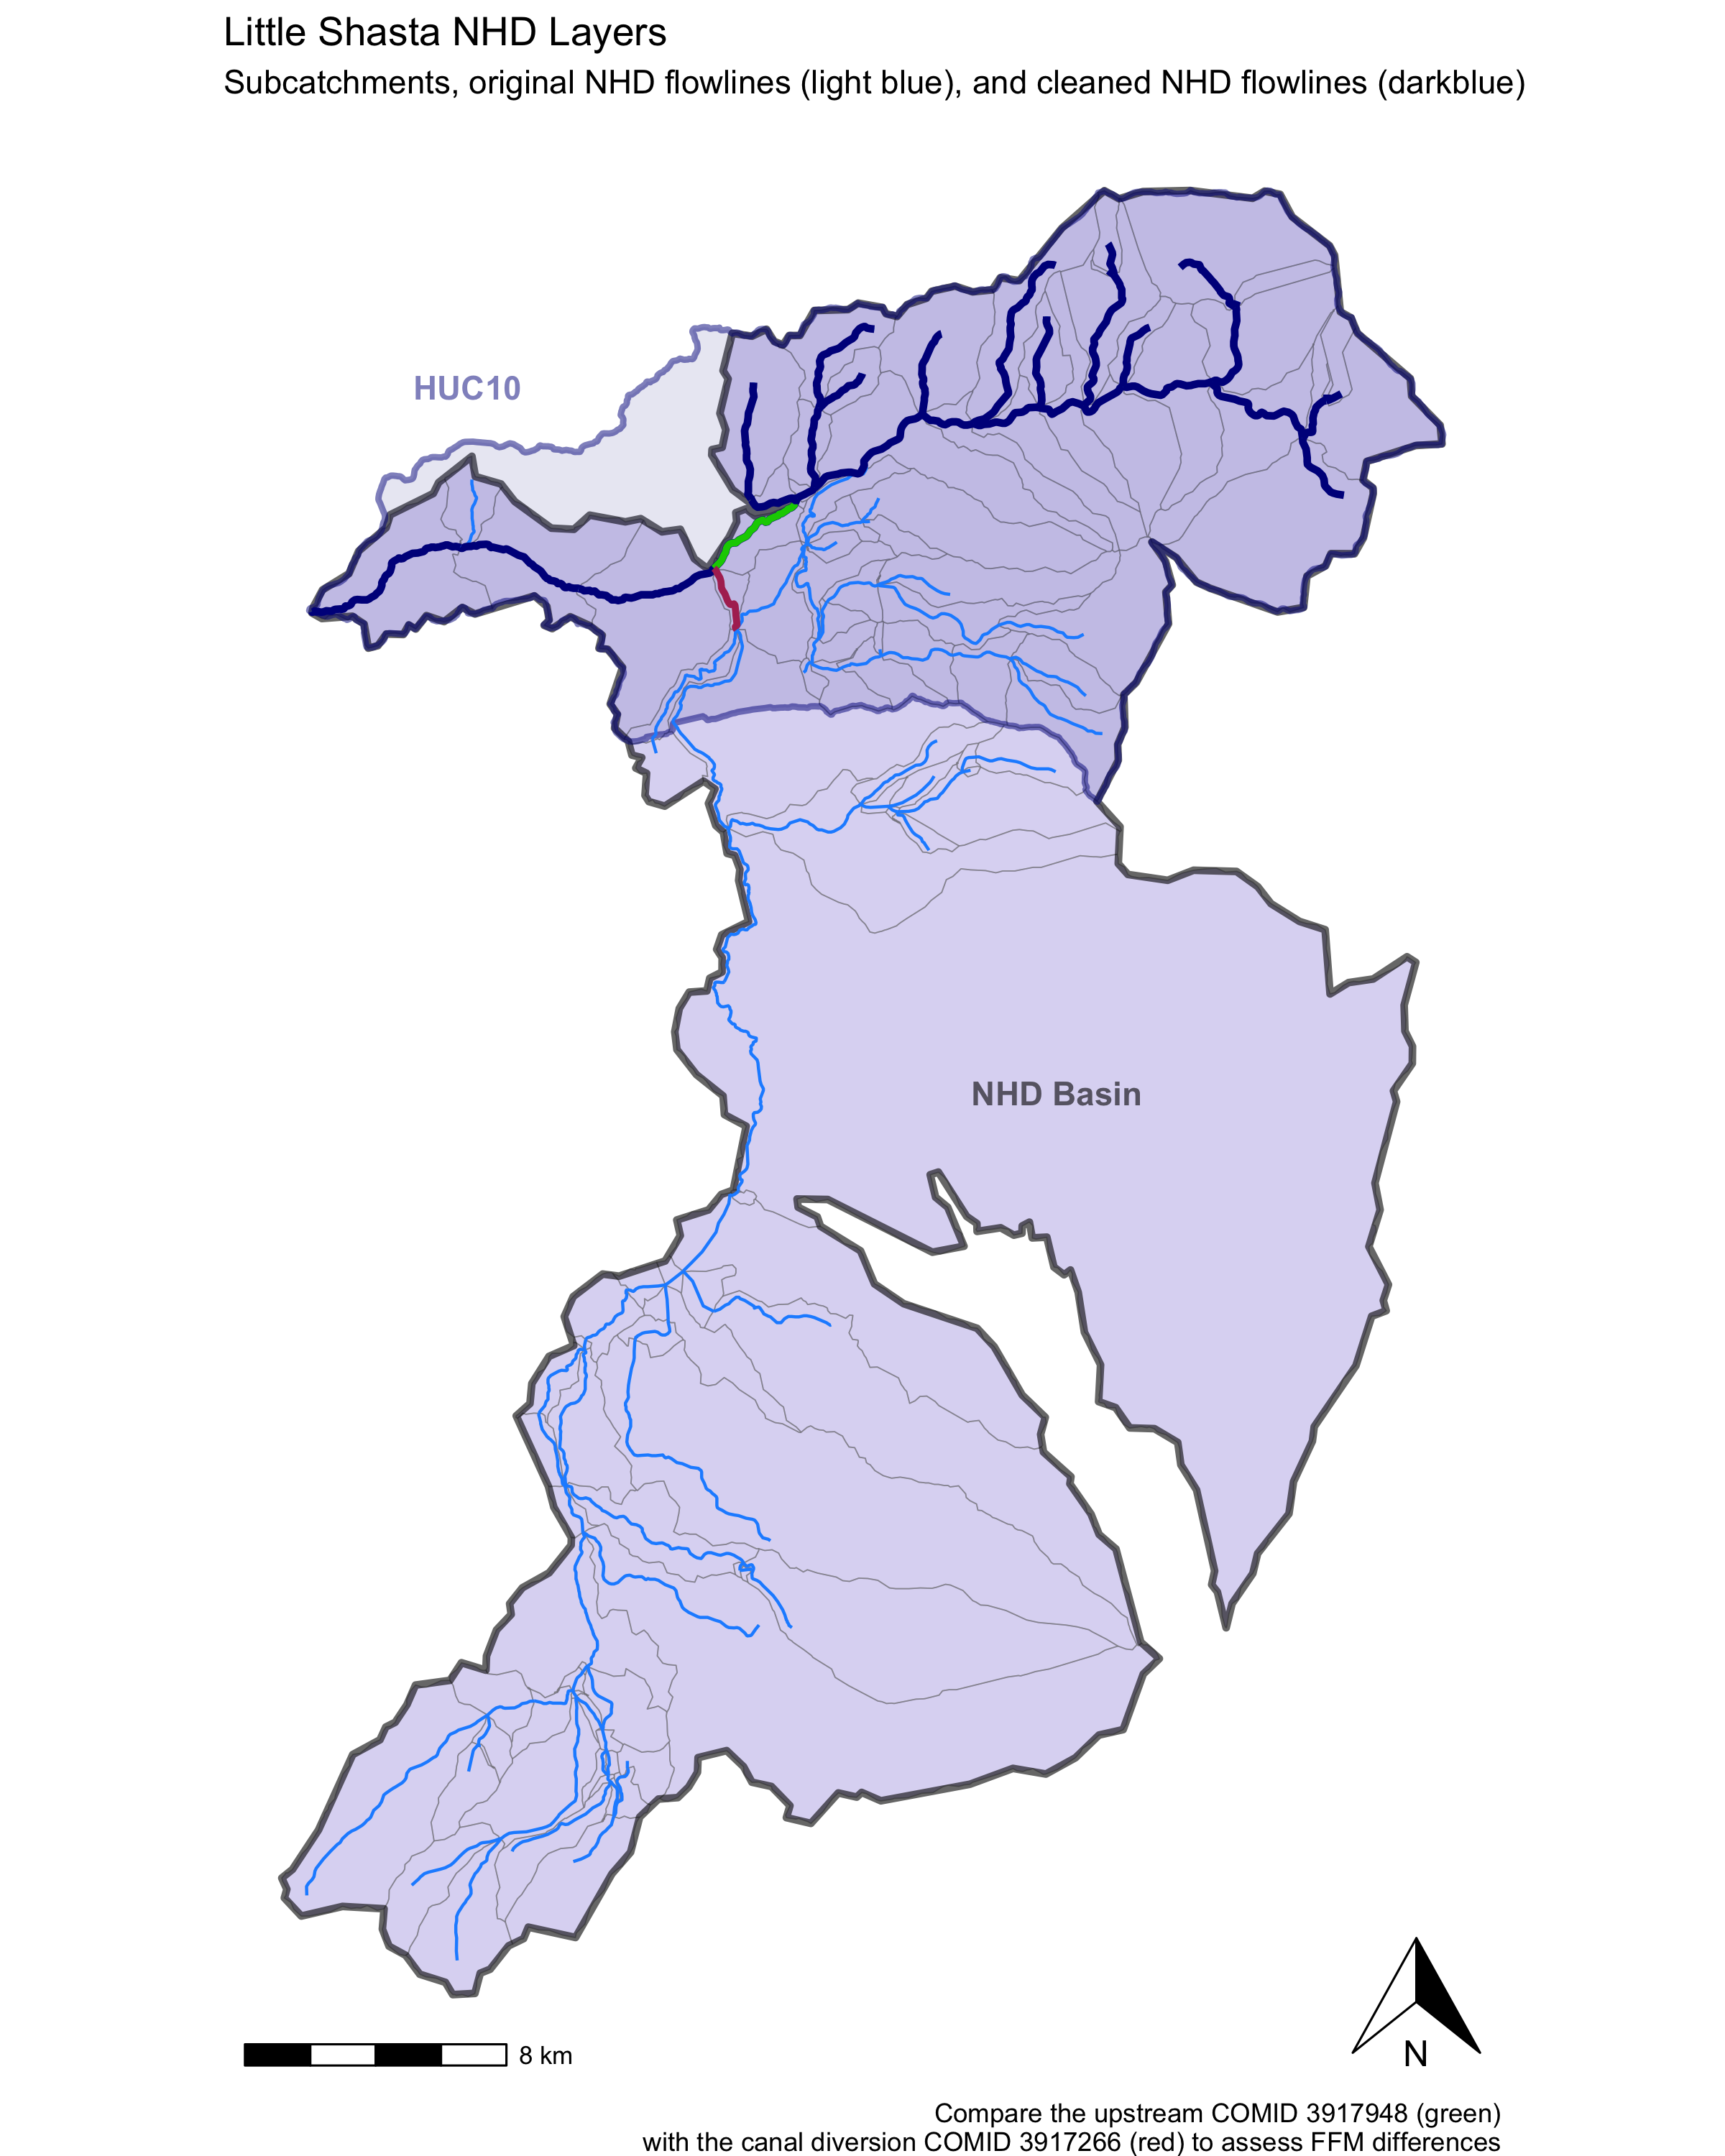 Little Shasta NHD Layers
Subcatchments, original NHD flowlines (light blue), and cleaned NHD flowlines (darkblue)
HUC10
NHD Basin
8 km
N
Compare the upstream COMID 3917948 (green)
with the canal diversion COMID 3917266 (red) to assess FFM differences